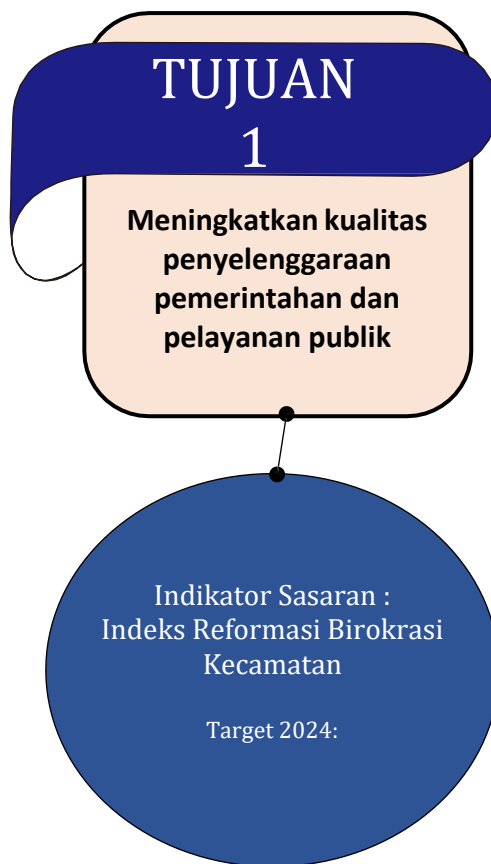 TUJUAN
1
Meningkatkan kualitas
penyelenggaraan
pemerintahan dan
pelayanan publik
Indikator Sasaran :
Indeks Reformasi Birokrasi
Kecamatan
Target 2024: